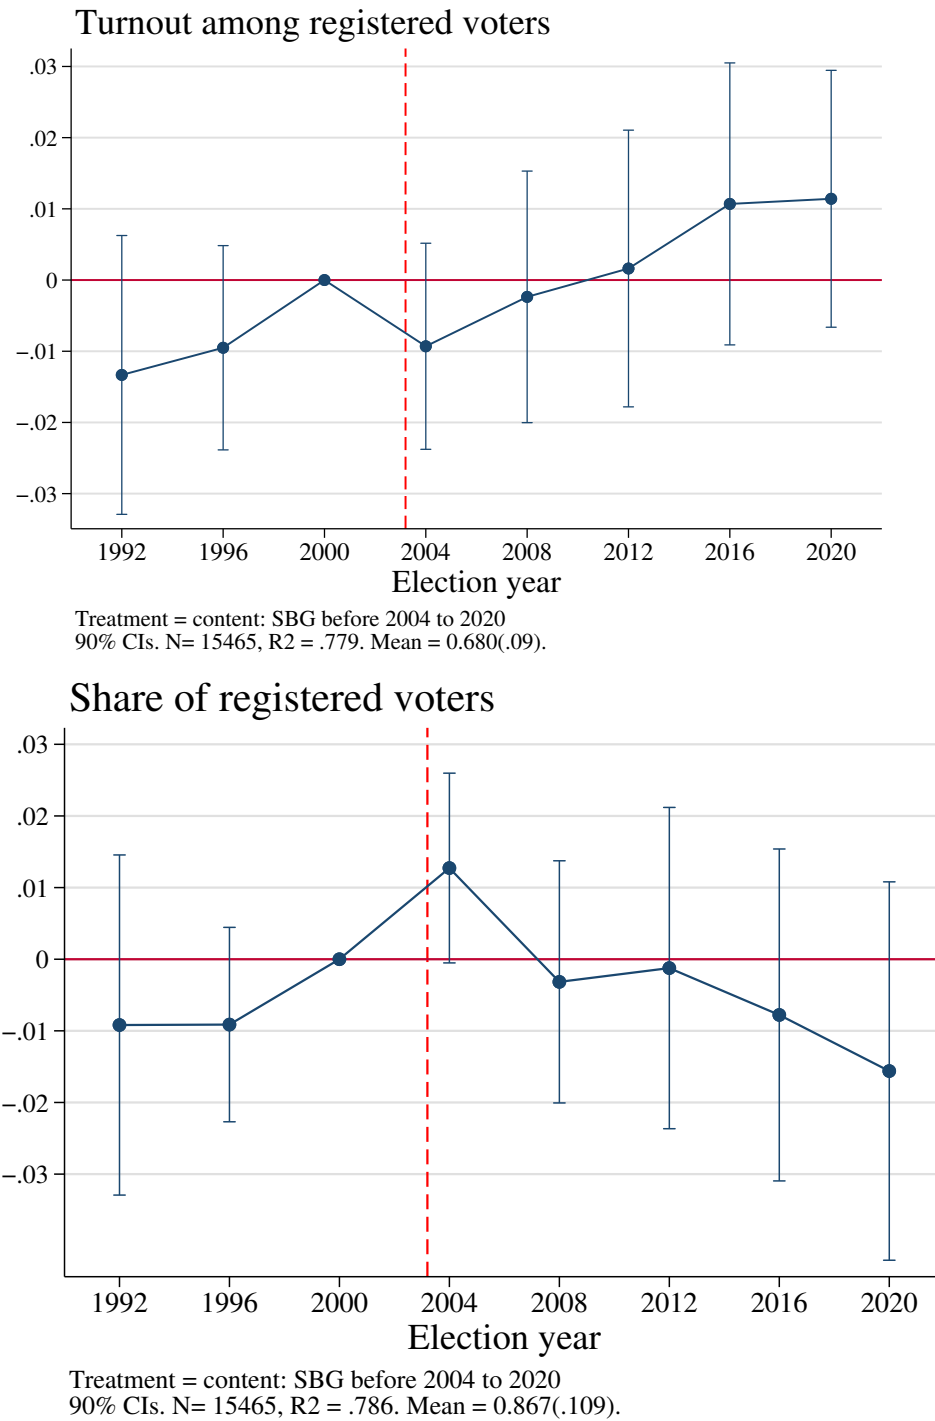 Turnout among registered voters
.03
.02
.01
0
−.01
−.02
−.03
1992 1996 2000 2004 2008 2012 2016 2020
Election year
Treatment = content: SBG before 2004 to 2020
90% CIs. N= 15465, R2 = .779. Mean = 0.680(.09).
Share of registered voters
.03
.02
.01
0
−.01
−.02
−.03
1992 1996 2000 2004 2008 2012 2016 2020
Election year
Treatment = content: SBG before 2004 to 2020
90% CIs. N= 15465, R2 = .786. Mean = 0.867(.109).